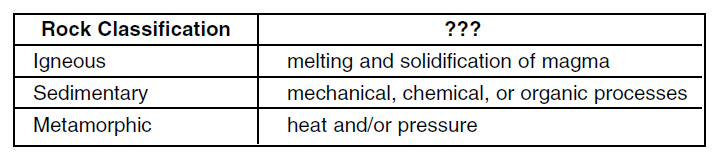 Rock Classification ???
Igneous melting and solidification of magma
Sedimentary mechanical, chemical, or organic processes
Metamorphic heat and/or pressure